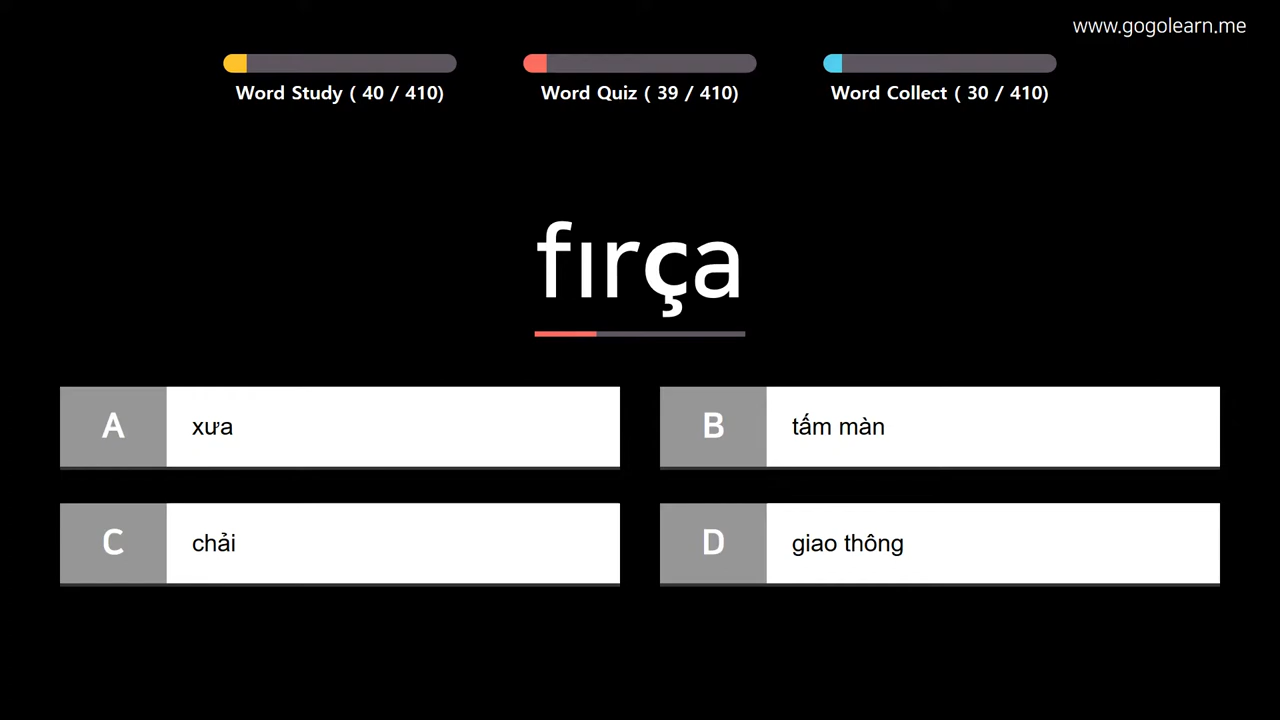 www.gogolearn.me
Word Study ( 40 / 410)
Word Quiz ( 39 / 410)
Word Collect ( 30 / 410)
fırça
A xưa
B tấm màn
C chải
D giao thông